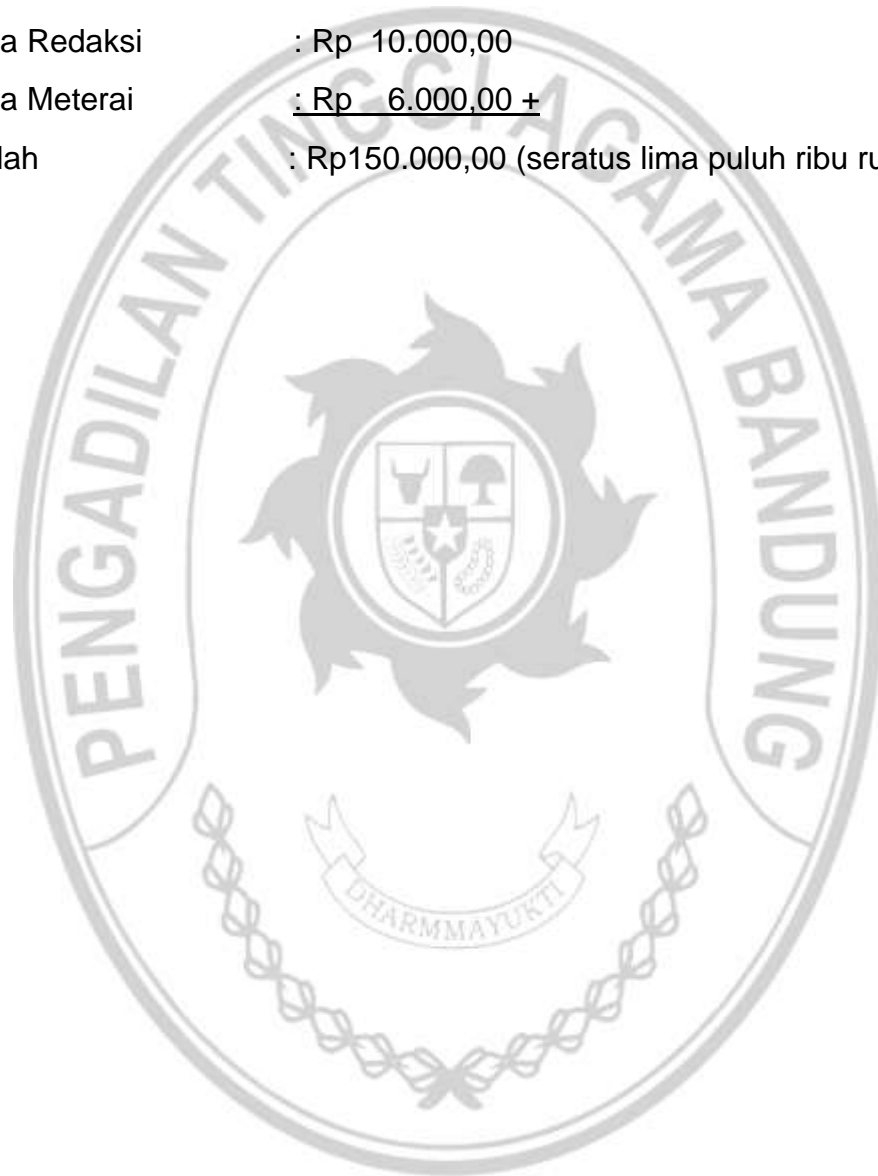 a Redaksi : Rp 10.000,00
a Meterai : Rp 6.000,00 +
lah : Rp150.000,00 (seratus lima puluh ribu ru
PENGADILAN TINGGI AGAMA BANDUNG
DHARMMAYUKTI